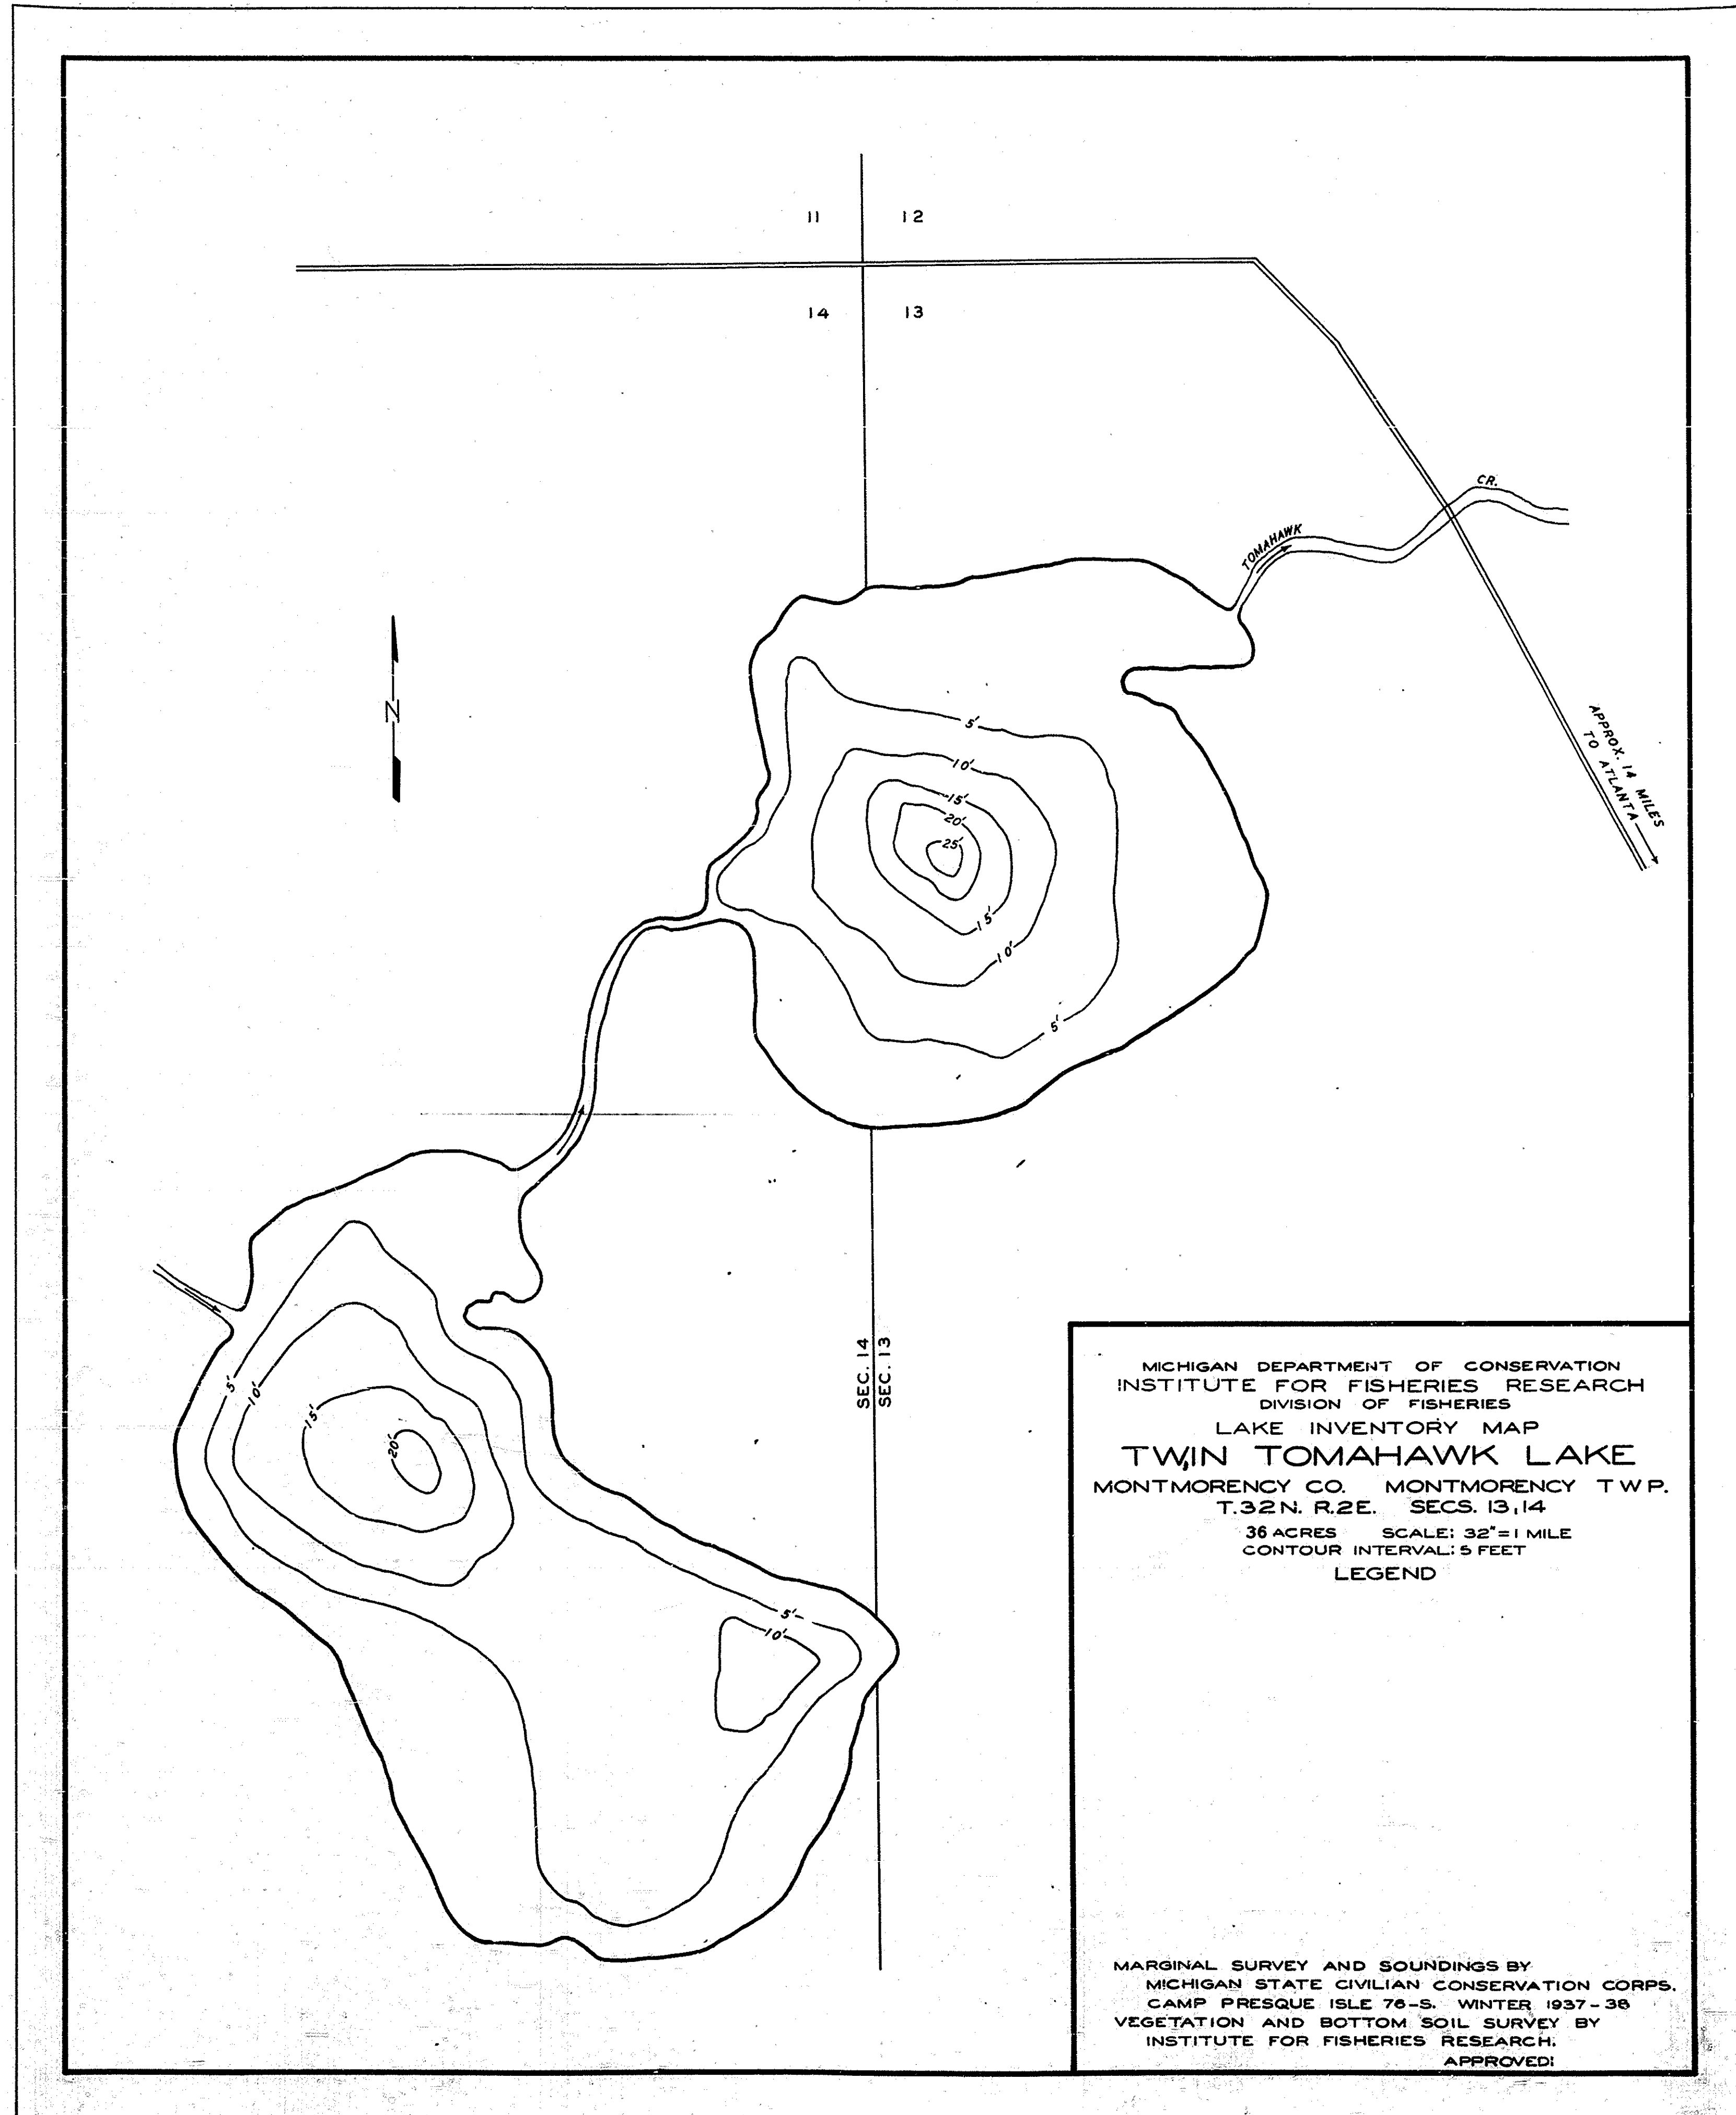 11 12
14 13
CR.
TOMAHAWK
N
APPROX. 14 MILES
TO ATLANTA
5'
10'
15'
20'
25'
15'
10'
5'
5'
10'
15'
20'
5'
10'
SEC. 14
SEC. 13
MICHIGAN DEPARTMENT OF CONSERVATION
INSTITUTE FOR FISHERIES RESEARCH
DIVISION OF FISHERIES
LAKE INVENTORY MAP
TWIN TOMAHAWK LAKE
MONTMORENCY CO. MONTMORENCY TWP.
T.32N. R.2E. SECS. 13,14
36 ACRES SCALE: 32"=1 MILE
CONTOUR INTERVAL: 5 FEET
LEGEND
MARGINAL SURVEY AND SOUNDINGS BY
MICHIGAN STATE CIVILIAN CONSERVATION CORPS.
CAMP PRESQUE ISLE 76-S. WINTER 1937-38
VEGETATION AND BOTTOM SOIL SURVEY BY
INSTITUTE FOR FISHERIES RESEARCH.
APPROVED: